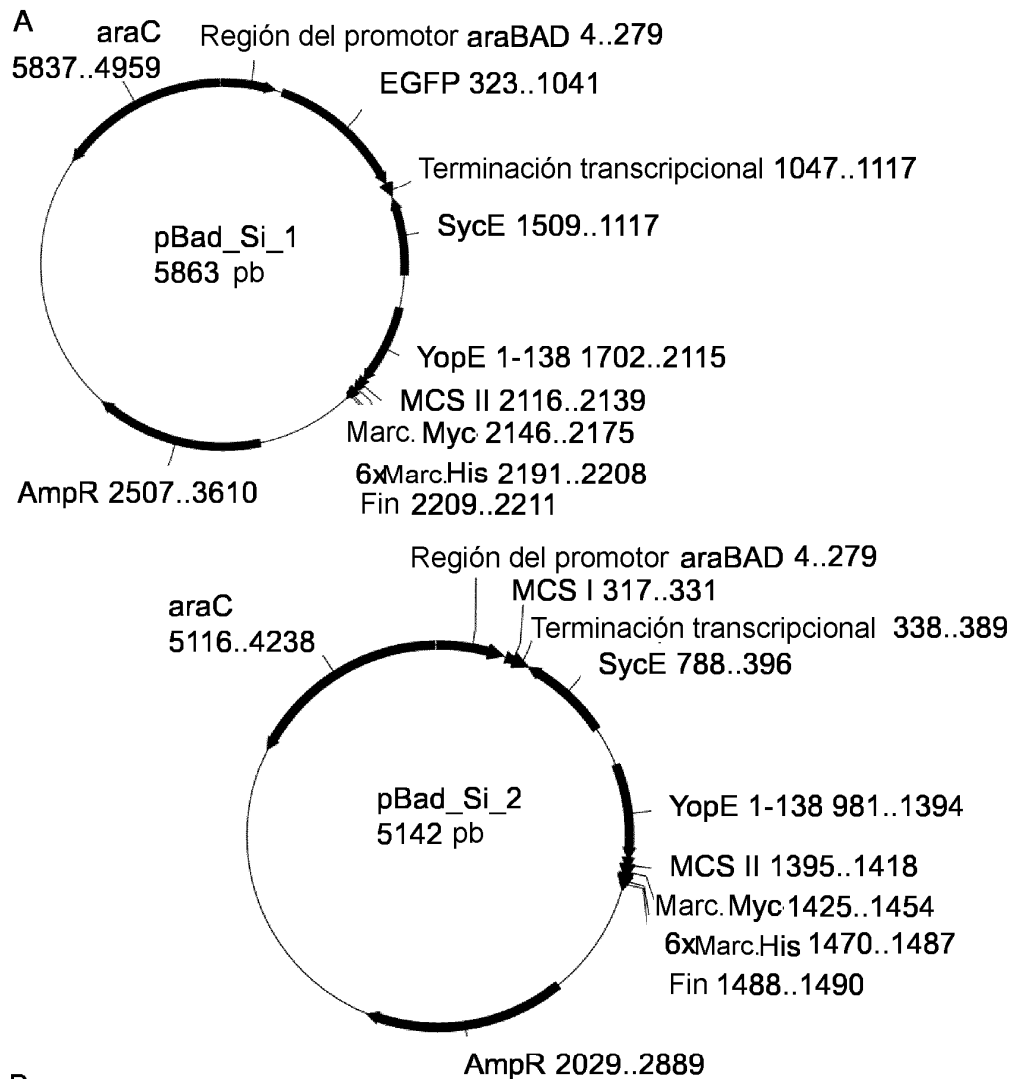 A
araC
5837..4959
Región del promotor araBAD 4..279
EGFP 323..1041
Terminación transcripcional 1047..1117
SycE 1509..1117
pBad_Si_1
5863 pb
YopE 1-138 1702..2115
MCS II 2116..2139
Marc. Myc 2146..2175
6xMarc.His 2191..2208
Fin 2209..2211
AmpR 2507..3610
Región del promotor araBAD 4..279
MCS I 317..331
araC
5116..4238
Terminación transcripcional 338..389
SycE 788..396
pBad_Si_2
5142 pb
YopE 1-138 981..1394
MCS II 1395..1418
Marc. Myc 1425..1454
6xMarc.His 1470..1487
Fin 1488..1490
AmpR 2029..2889